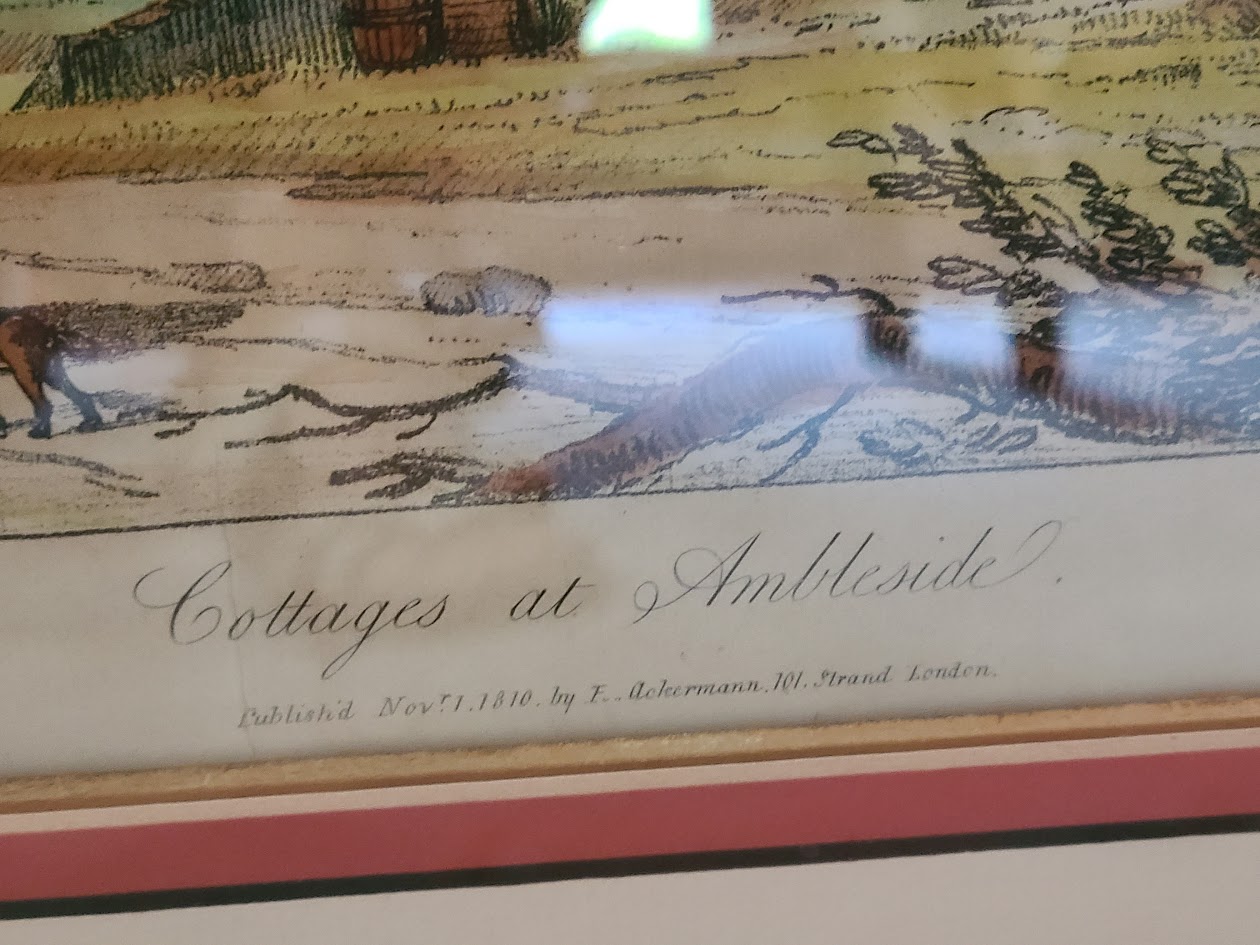 Cottages at Ambleside.
Publish'd Novr. 1. 1810. by E. Ackermann. 101. Strand London.